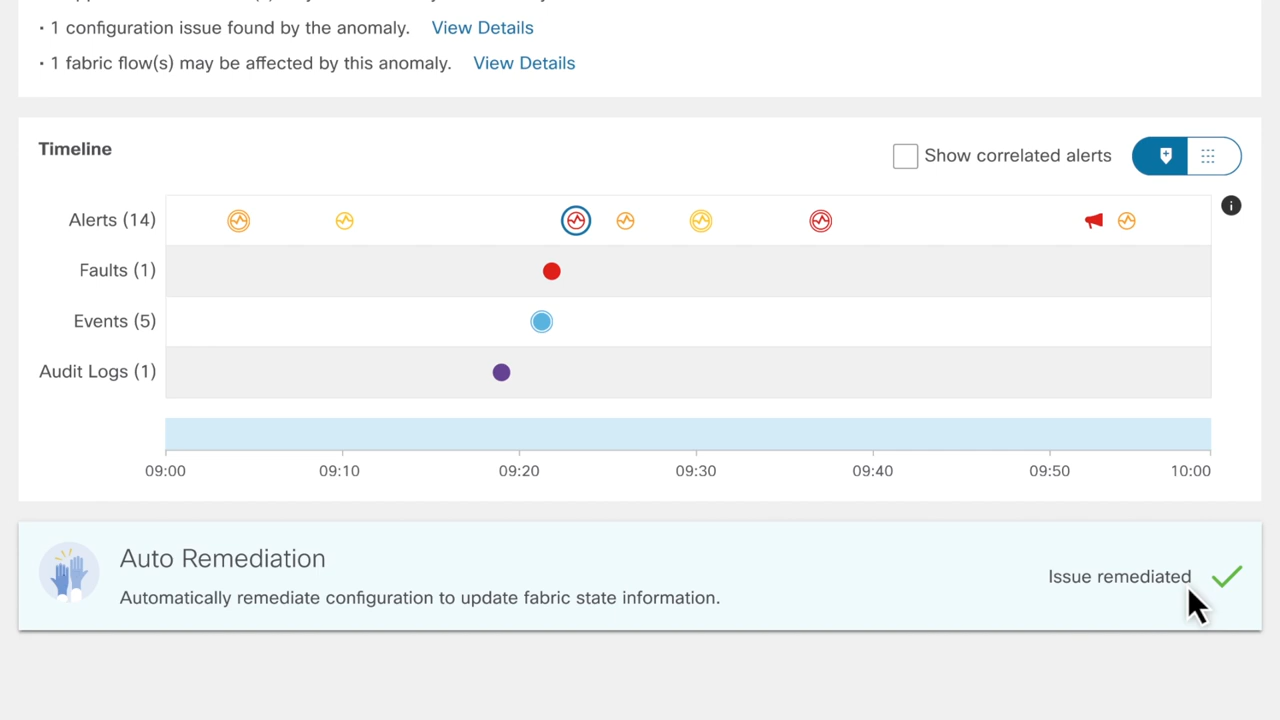 • 1 configuration issue found by the anomaly. View Details
• 1 fabric flow(s) may be affected by this anomaly. View Details
Timeline
Show correlated alerts
Alerts (14)
Faults (1)
Events (5)
Audit Logs (1)
09:00 09:10 09:20 09:30 09:40 09:50 10:00
Auto Remediation
Issue remediated
Automatically remediate configuration to update fabric state information.